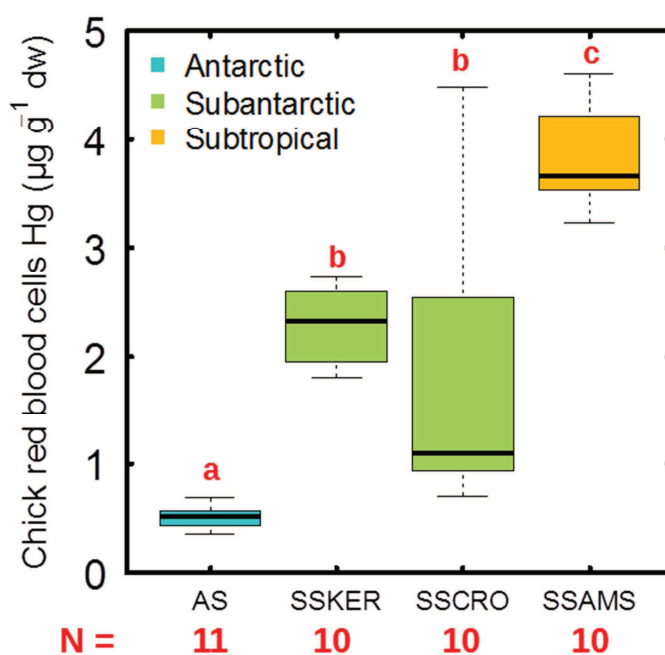 Chick red blood cells Hg (µg g⁻¹ dw)
5
4
3
2
1
0
Antarctic
Subantarctic
Subtropical
a
b
b
c
AS SSKER SSCRO SSAMS
N = 11 10 10 10